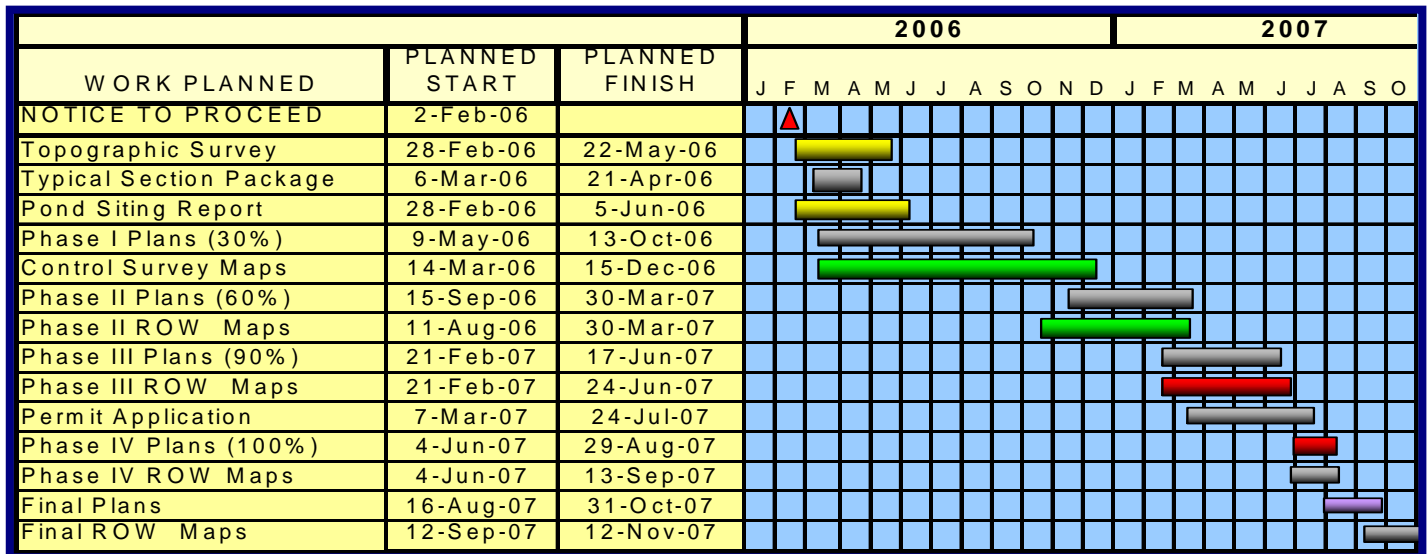 2006 2007
WORK PLANNED PLANNED START PLANNED FINISH J F M A M J J A S O N D J F M A M J J A S O
NOTICE TO PROCEED 2-Feb-06
Topographic Survey 28-Feb-06 22-May-06
Typical Section Package 6-Mar-06 21-Apr-06
Pond Siting Report 28-Feb-06 5-Jun-06
Phase I Plans (30%) 9-May-06 13-Oct-06
Control Survey Maps 14-Mar-06 15-Dec-06
Phase II Plans (60%) 15-Sep-06 30-Mar-07
Phase II ROW Maps 11-Aug-06 30-Mar-07
Phase III Plans (90%) 21-Feb-07 17-Jun-07
Phase III ROW Maps 21-Feb-07 24-Jun-07
Permit Application 7-Mar-07 24-Jul-07
Phase IV Plans (100%) 4-Jun-07 29-Aug-07
Phase IV ROW Maps 4-Jun-07 13-Sep-07
Final Plans 16-Aug-07 31-Oct-07
Final ROW Maps 12-Sep-07 12-Nov-07